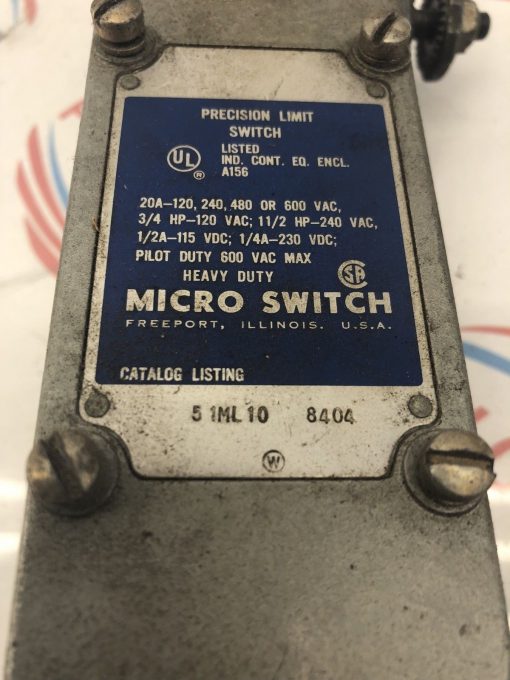 PRECISION LIMIT
SWITCH
UL
®
LISTED
IND. CONT. EQ. ENCL.
A156
20A-120, 240, 480 OR 600 VAC,
3/4 HP-120 VAC; 11/2 HP-240 VAC,
1/2A-115 VDC; 1/4A-230 VDC;
PILOT DUTY 600 VAC MAX
HEAVY DUTY
SA
MICRO SWITCH
FREEPORT, ILLINOIS. U.S.A.
CATALOG LISTING
51ML10 8404
W